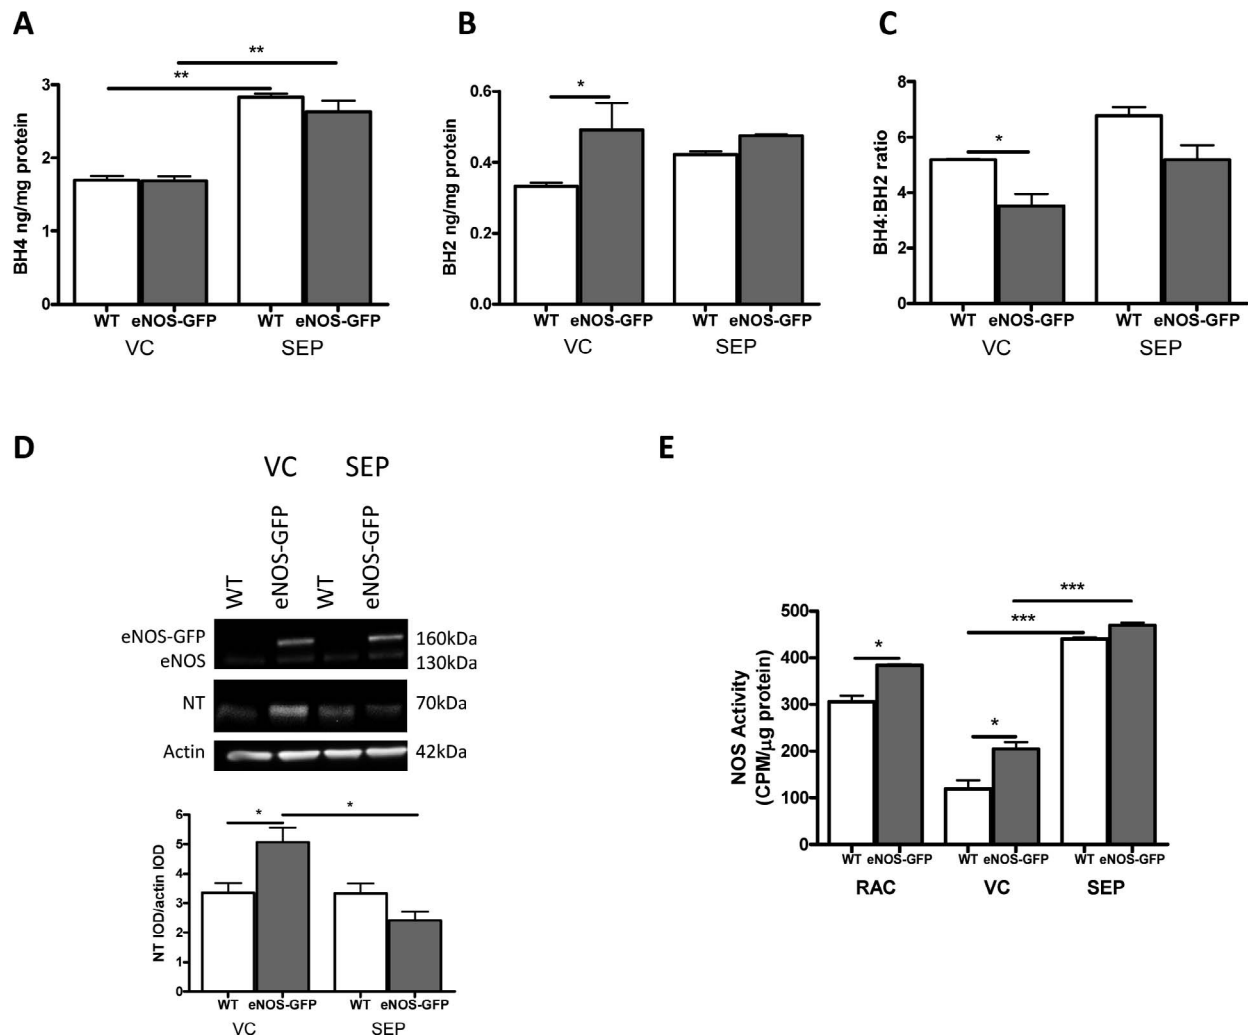 A
**
**
BH4 ng/mg protein
3
2
1
0
WT eNOS-GFP WT eNOS-GFP
VC SEP
B
*
BH2 ng/mg protein
0.6
0.4
0.2
0.0
WT eNOS-GFP WT eNOS-GFP
VC SEP
C
*
BH4:BH2 ratio
8
6
4
2
0
WT eNOS-GFP WT eNOS-GFP
VC SEP
D
VC SEP
WT eNOS-GFP WT eNOS-GFP
eNOS-GFP 160kDa
eNOS 130kDa
NT 70kDa
Actin 42kDa
* *
NT IOD/actin IOD
6
5
4
3
2
1
0
WT eNOS-GFP WT eNOS-GFP
VC SEP
E
***
***
*
*
NOS Activity
(CPM/μg protein)
500
400
300
200
100
0
WT eNOS-GFP WT eNOS-GFP WT eNOS-GFP
RAC VC SEP